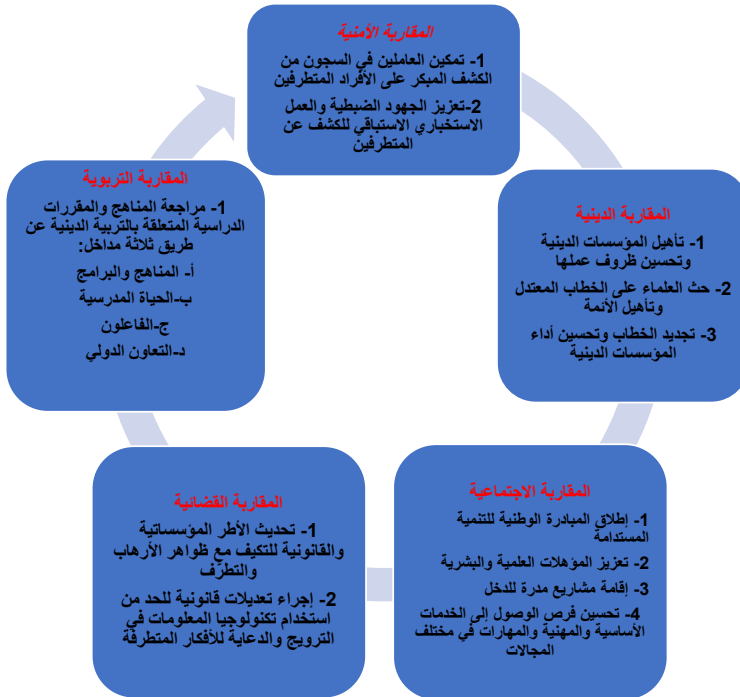 المقاربة الأمنية
1- تمكين العاملين في السجون من
الكشف المبكر على الأفراد المتطرفين
2-تعزيز الجهود الضبطية والعمل
الاستخباري الاستباقي للكشف عن
المتطرفين
المقاربة الدينية
1- تأهيل المؤسسات الدينية
وتحسين ظروف عملها
2- حث العلماء على الخطاب المعتدل
وتأهيل الأئمة
3- تجديد الخطاب وتحسين أداء
المؤسسات الدينية
المقاربة الاجتماعية
1- إطلاق المبادرة الوطنية للتنمية
المستدامة
2- تعزيز المؤهلات العلمية والبشرية
3- إقامة مشاريع مدرة للدخل
4- تحسين فرص الوصول إلى الخدمات
الأساسية والمهنية والمهارات في مختلف
المجالات
المقاربة القضائية
1- تحديث الأطر المؤسساتية
والقانونية للتكيف مع ظواهر الأرهاب
والتطرّف
2- إجراء تعديلات قانونية للحد من
استخدام تكنولوجيا المعلومات في
الترويج والدعاية للأفكار المتطرفة
المقاربة التربوية
1- مراجعة المناهج والمقررات
الدراسية المتعلقة بالتربية الدينية عن
طريق ثلاثة مداخل:
أ- المناهج والبرامج
ب-الحياة المدرسية
ج-الفاعلون
د-التعاون الدولي